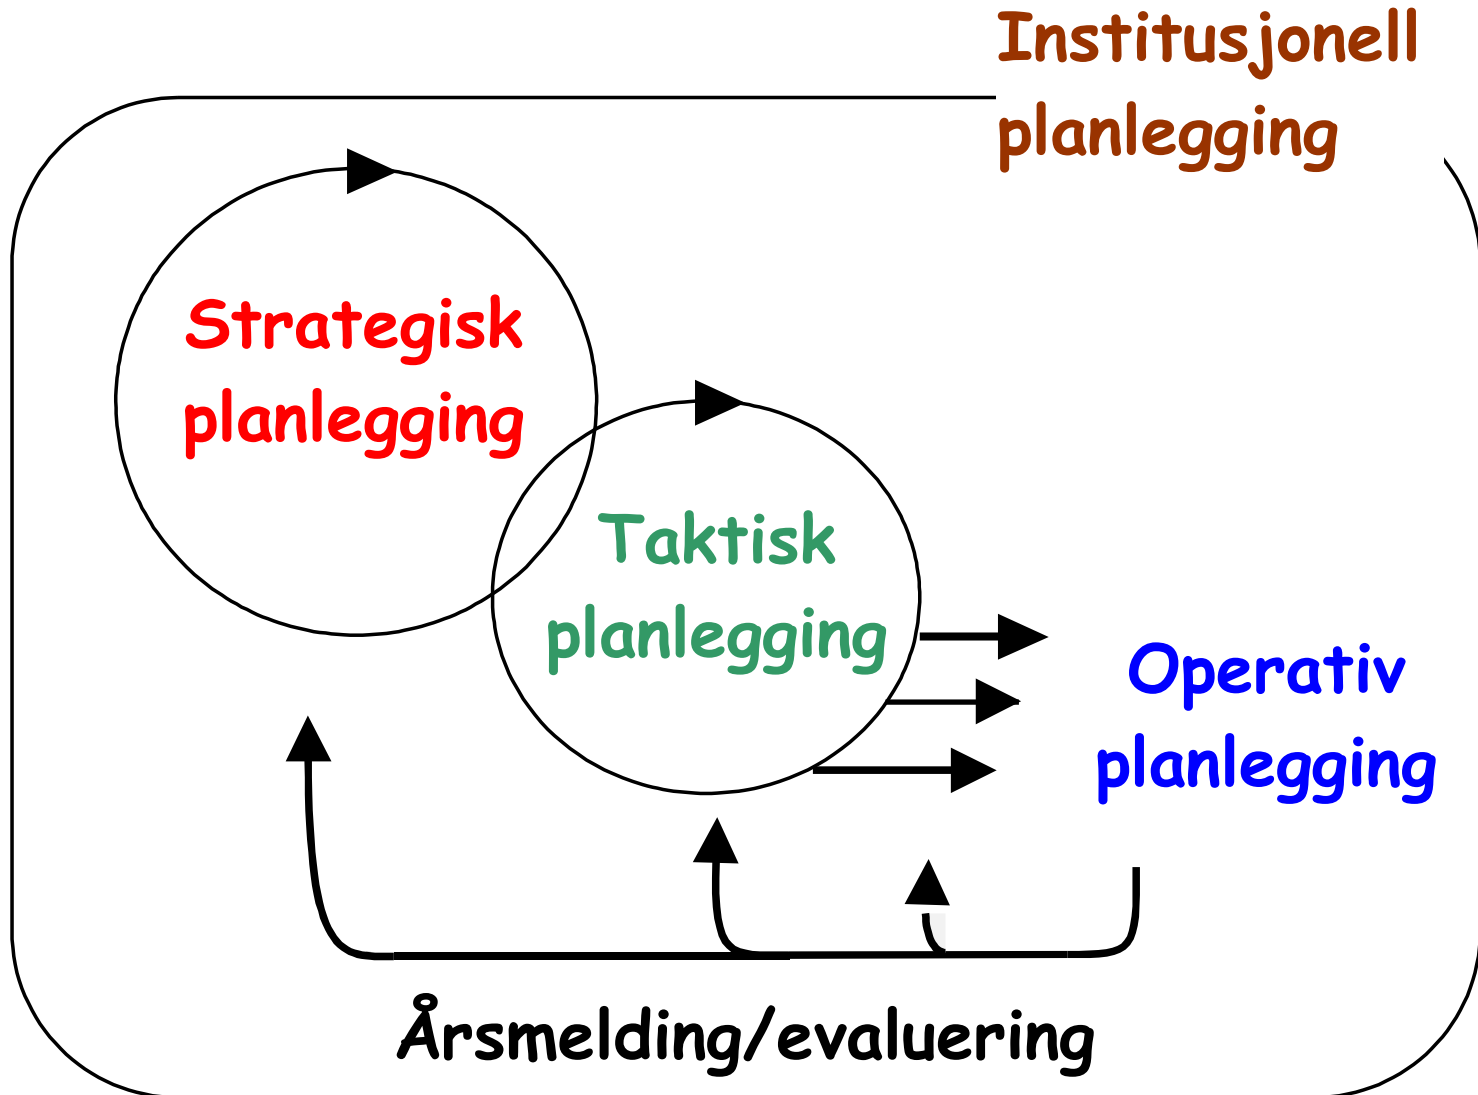 Institusjonell
planlegging
Strategisk
planlegging
Taktisk
planlegging
Operativ
planlegging
Årsmelding/evaluering